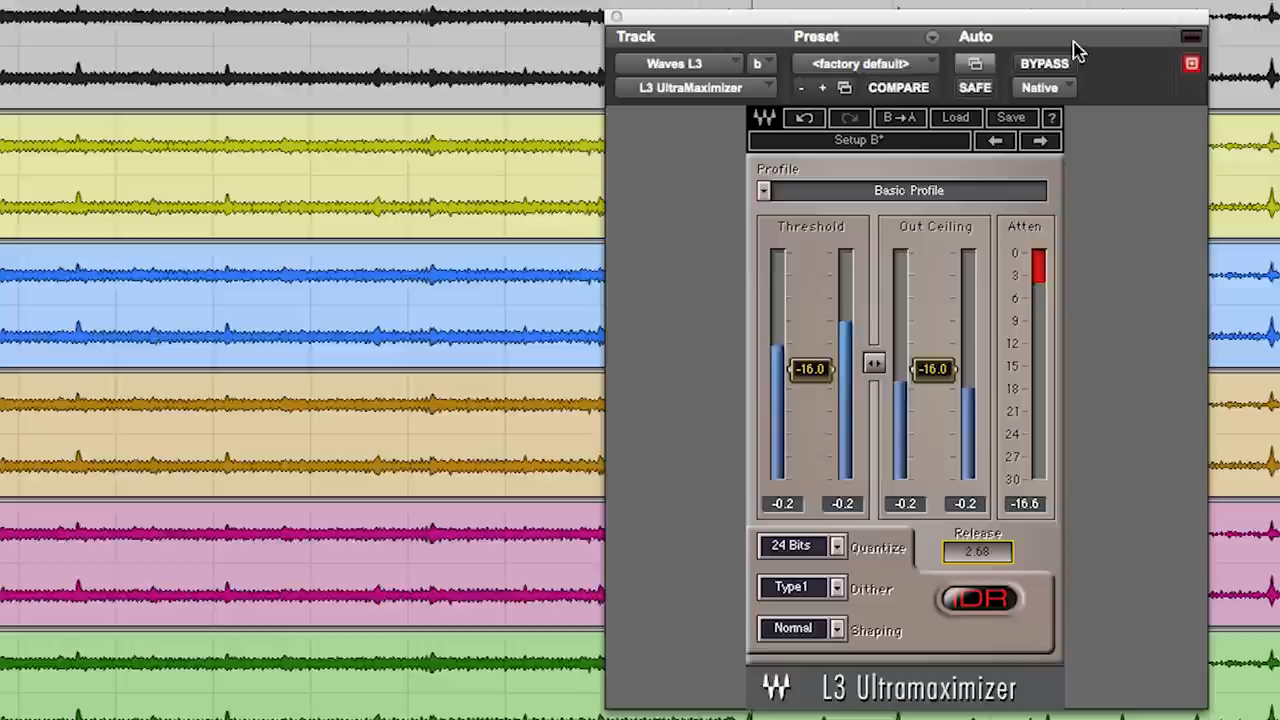 Track Preset Auto
Waves L3 b <factory default> BYPASS
L3 UltraMaximizer - + COMPARE SAFE Native
B→A Load Save ?
Setup B*
Profile
Basic Profile
Threshold Out Ceiling Atten
0
3
6
9
12
-16.0 -16.0 15
18
21
24
27
30
-0.2 -0.2 -0.2 -0.2 -16.6
Release
24 Bits Quantize 2.68
Type1 Dither
IDR
Normal Shaping
L3 Ultramaximizer